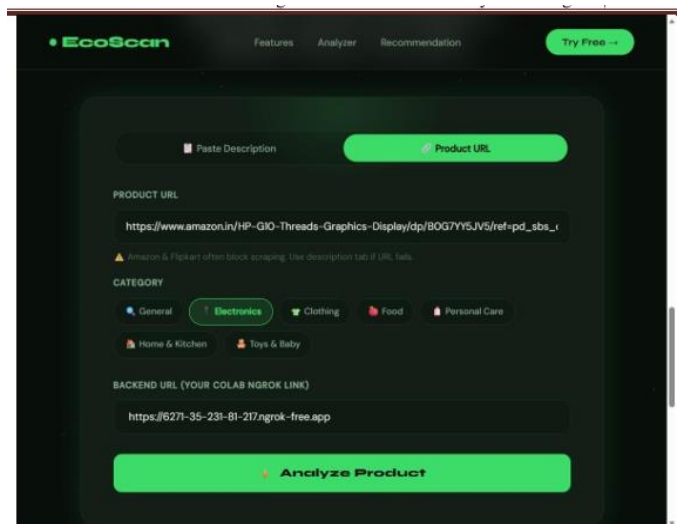 EcoScan
Features Analyzer Recommendation
Try Free →
Paste Description
Product URL
PRODUCT URL
https://www.amazon.in/HP-G10-Threads-Graphics-Display/dp/B0G7YY5JV5/ref=pd_sbs_
Amazon & Flipkart often block scraping. Use description tab if URL fails.
CATEGORY
General Electronics Clothing Food Personal Care
Home & Kitchen Toys & Baby
BACKEND URL (YOUR COLAB NGROK LINK)
https://6271-35-231-81-217.ngrok-free.app
Analyze Product